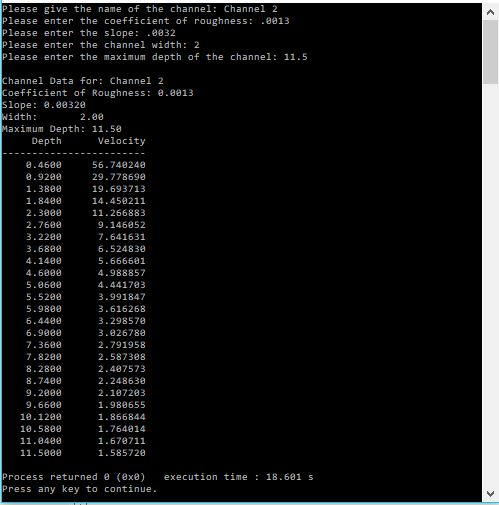 Please give the name of the channel: Channel 2
Please enter the coefficient of roughness: .0013
Please enter the slope: .0032
Please enter the channel width: 2
Please enter the maximum depth of the channel: 11.5
Channel Data for: Channel 2
Coefficient of Roughness: 0.0013
Slope: 0.00320
Width:       2.00
Maximum Depth: 11.50
Depth      Velocity
------------------------
0.4600     56.740240
0.9200     29.778690
1.3800     19.693713
1.8400     14.450211
2.3000     11.266883
2.7600      9.146052
3.2200      7.641631
3.6800      6.524830
4.1400      5.666601
4.6000      4.988857
5.0600      4.441703
5.5200      3.991847
5.9800      3.616268
6.4400      3.298570
6.9000      3.026780
7.3600      2.791958
7.8200      2.587308
8.2800      2.407573
8.7400      2.248630
9.2000      2.107203
9.6600      1.980655
10.1200      1.866844
10.5800      1.764014
11.0400      1.670711
11.5000      1.585720
Process returned 0 (0x0)   execution time : 18.601 s
Press any key to continue.